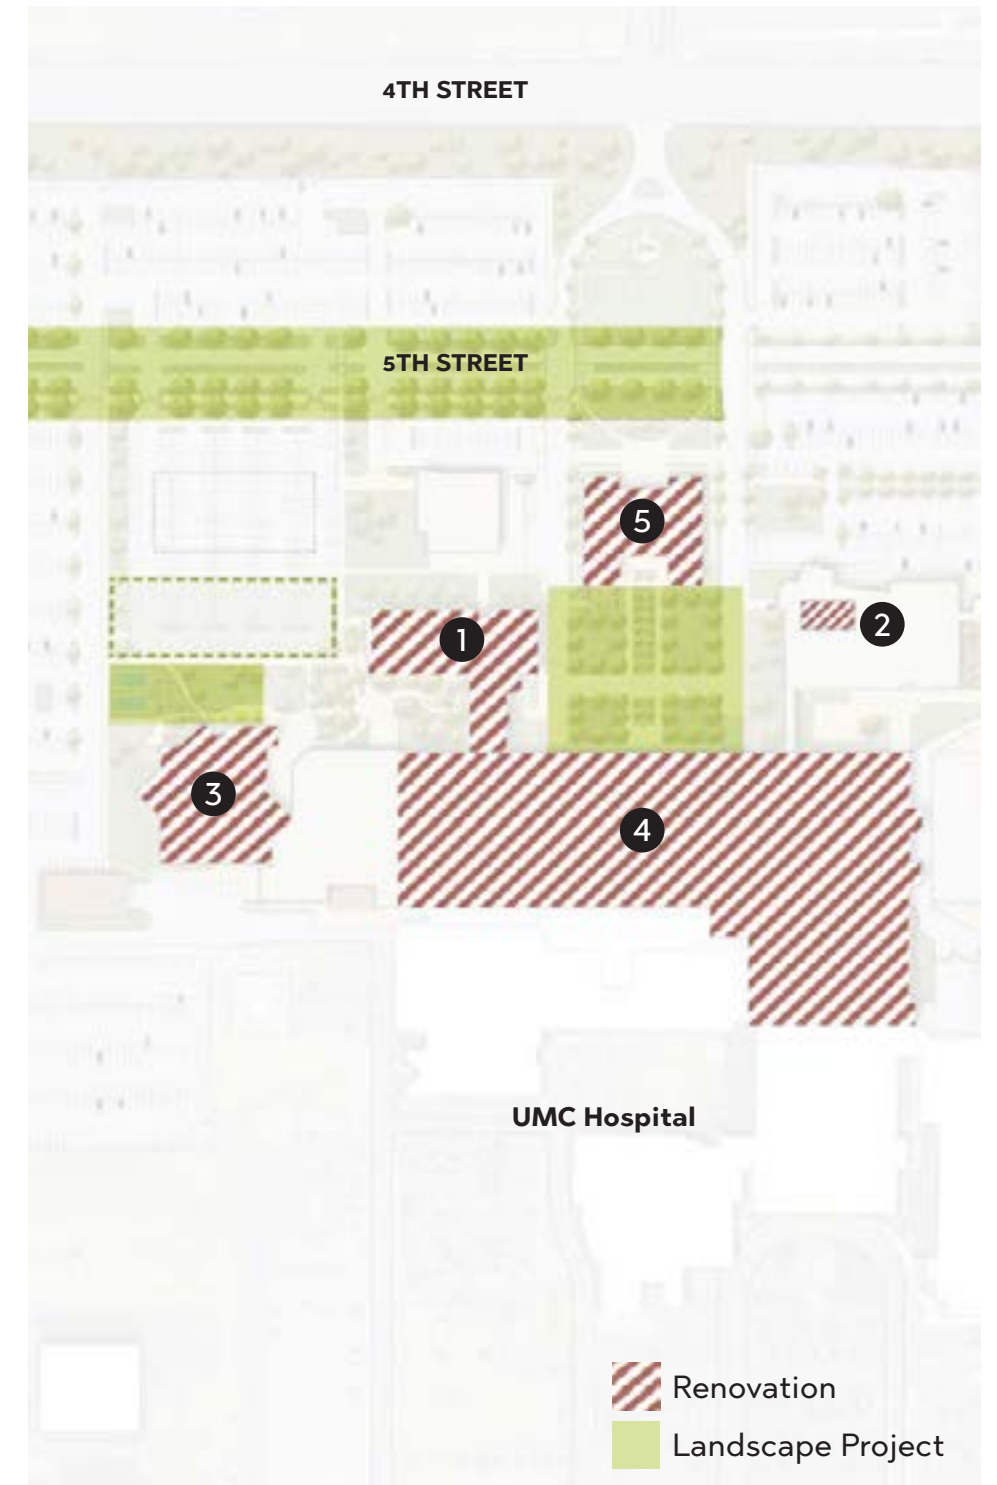 4TH STREET
5TH STREET
5
1
2
3
4
UMC Hospital
Renovation
Landscape Project